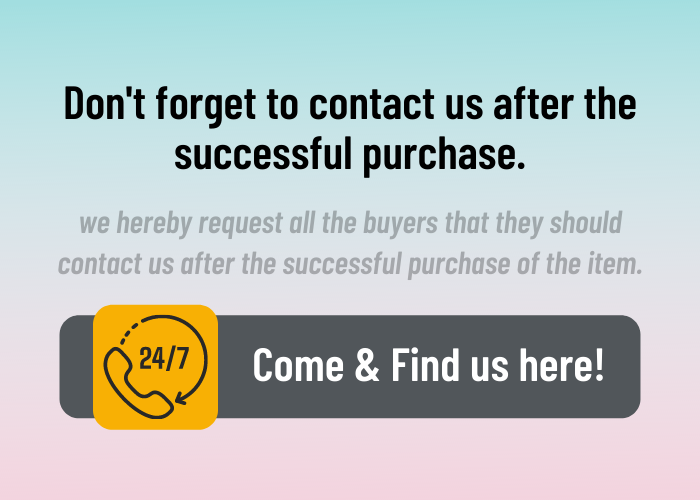 Don't forget to contact us after the
successful purchase.
we hereby request all the buyers that they should
contact us after the successful purchase of the item.
24/7
Come & Find us here!